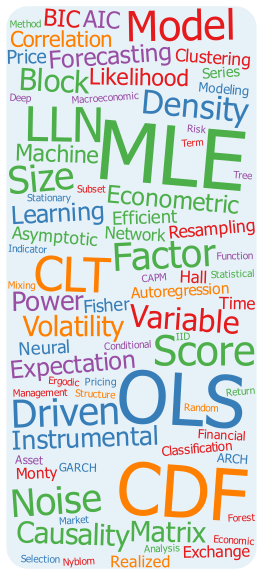 Method BIC AIC Model
Correlation
Price Forecasting Clustering
Block Likelihood Series
Modeling
Deep Macroeconomic Density
LLN MLE Risk
Term
Machine Tree
Size Subset
Stationary Econometric
Learning Efficient
Asymptotic Network Resampling
Indicator Factor Function
CLT CAPM Hall Statistical
Mixing Autoregression
Power Fisher Time
Volatility Variable
Neural Conditional IID Score
Expectation
Ergodic Pricing OLS Return
Management Structure
Driven Random
Instrumental Financial
Classification
Asset ARCH
Monty GARCH CDF
Noise Forest
Market
Causality Matrix Economic
Analysis Exchange
Selection Nyblom Realized